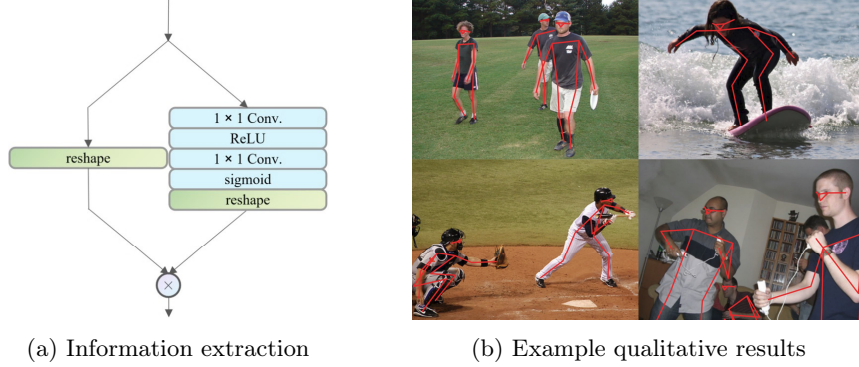 1 × 1 Conv.
ReLU
reshape
1 × 1 Conv.
sigmoid
reshape
×
(a) Information extraction
(b) Example qualitative results